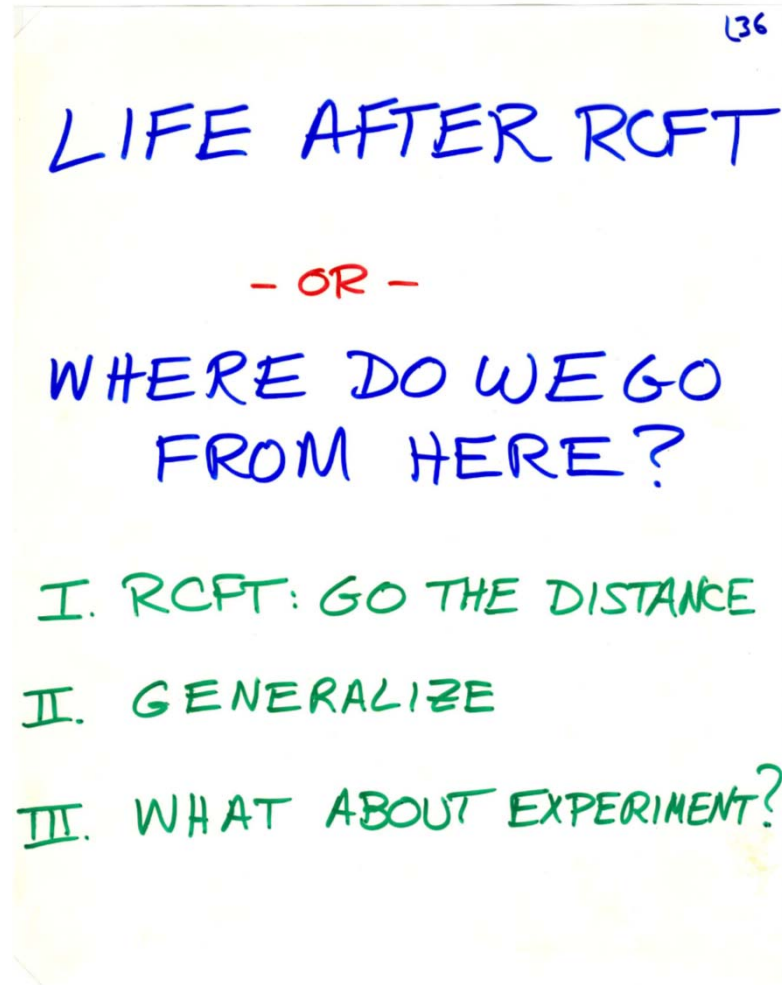 L36
LIFE AFTER RCFT
- OR -
WHERE DO WE GO
FROM HERE?
I. RCFT: GO THE DISTANCE
II. GENERALIZE
III. WHAT ABOUT EXPERIMENT?